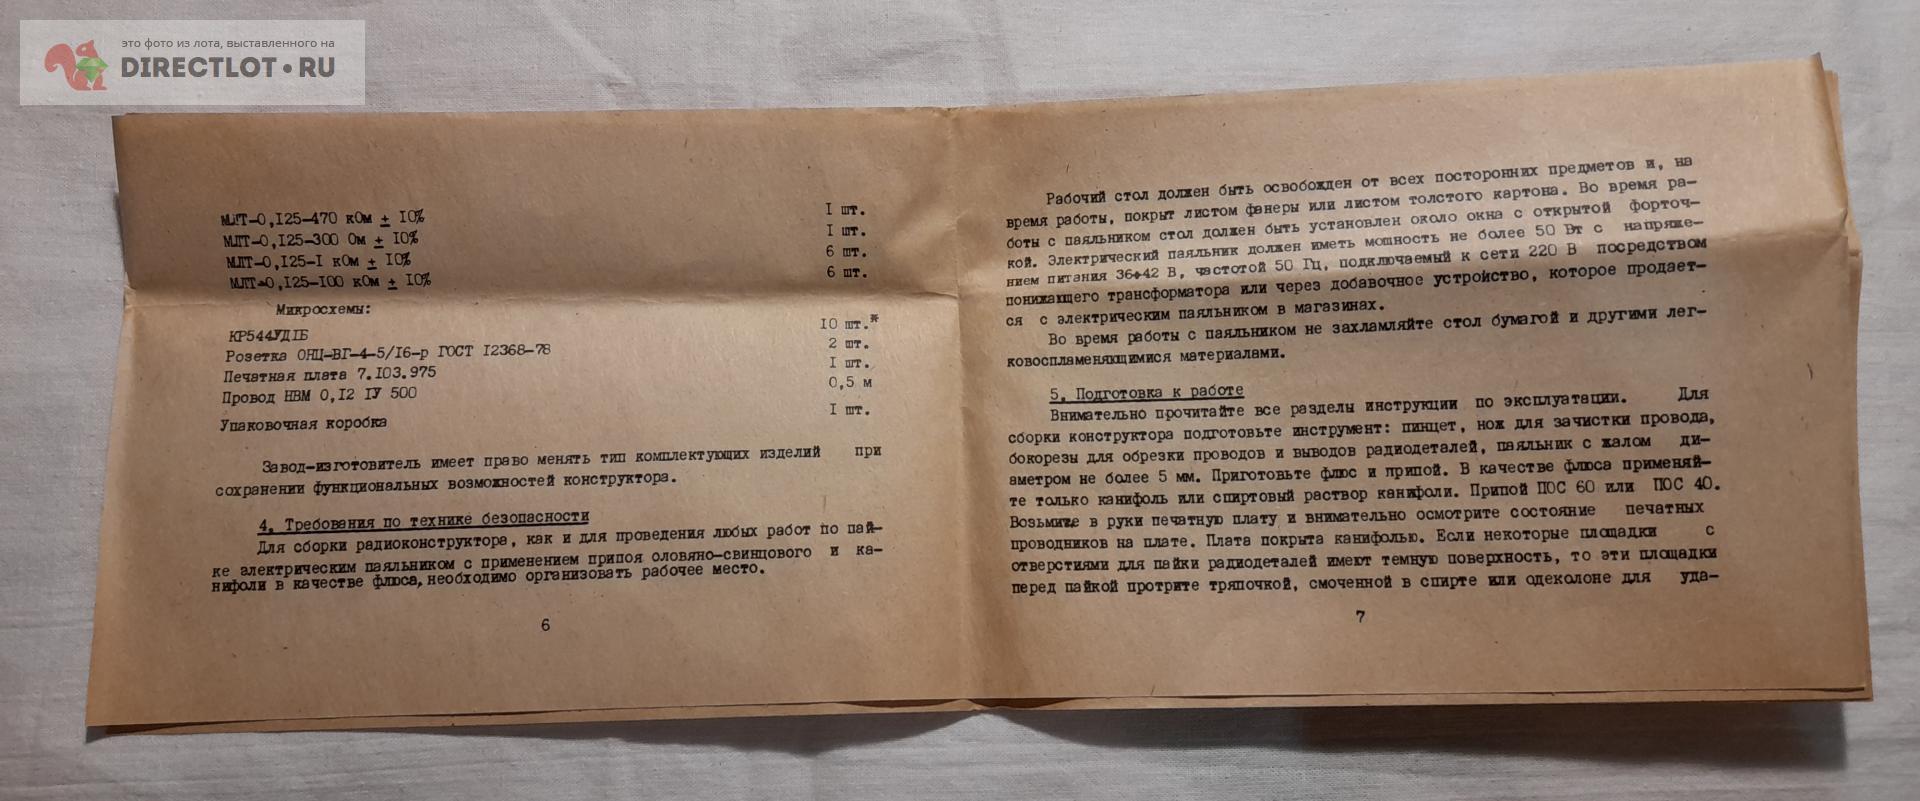 это фото из лота, выставленного на
DIRECTLOT•RU
МЛТ-0,125-470 кОм ± 10% 1 шт.
МЛТ-0,125-300 Ом ± 10% 1 шт.
МЛТ-0,125-1 кОм ± 10% 6 шт.
МЛТ-0,125-100 кОм ± 10% 6 шт.
Микросхемы:
КР544УД1Б 10 шт.*
Розетка ОНЦ-ВГ-4-5/16-р ГОСТ 12368-78 2 шт.
Печатная плата 7.103.975 1 шт.
Провод НВМ 0,12 1У 500 0,5 м
Упаковочная коробка 1 шт.
Завод-изготовитель имеет право менять тип комплектующих изделий при
сохранении функциональных возможностей конструктора.
4. Требования по технике безопасности
Для сборки радиоконструктора, как и для проведения любых работ по пай-
ке электрическим паяльником с применением припоя оловяно-свинцового и ка-
нифоли в качестве флюса, необходимо организовать рабочее место.
6
Рабочий стол должен быть освобожден от всех посторонних предметов и, на
время работы, покрыт листом фанеры или листом толстого картона. Во время ра-
боты с паяльником стол должен быть установлен около окна с открытой форточ-
кой. Электрический паяльник должен иметь мощность не более 50 Вт с напряже-
нием питания 36÷42 В, частотой 50 Гц, подключаемый к сети 220 В посредством
понижающего трансформатора или через добавочное устройство, которое продает-
ся с электрическим паяльником в магазинах.
Во время работы с паяльником не захламляйте стол бумагой и другими лег-
ковоспламеняющимися материалами.
5. Подготовка к работе
Внимательно прочитайте все разделы инструкции по эксплуатации. Для
сборки конструктора подготовьте инструмент: пинцет, нож для зачистки провода,
бокорезы для обрезки проводов и выводов радиодеталей, паяльник с жалом ди-
аметром не более 5 мм. Приготовьте флюс и припой. В качестве флюса применяй-
те только канифоль или спиртовый раствор канифоли. Припой ПОС 60 или ПОС 40.
Возьмите в руки печатную плату и внимательно осмотрите состояние печатных
проводников на плате. Плата покрыта канифолью. Если некоторые площадки с
отверстиями для пайки радиодеталей имеют темную поверхность, то эти площадки
перед пайкой протрите тряпочкой, смоченной в спирте или одеколоне для уда-
7